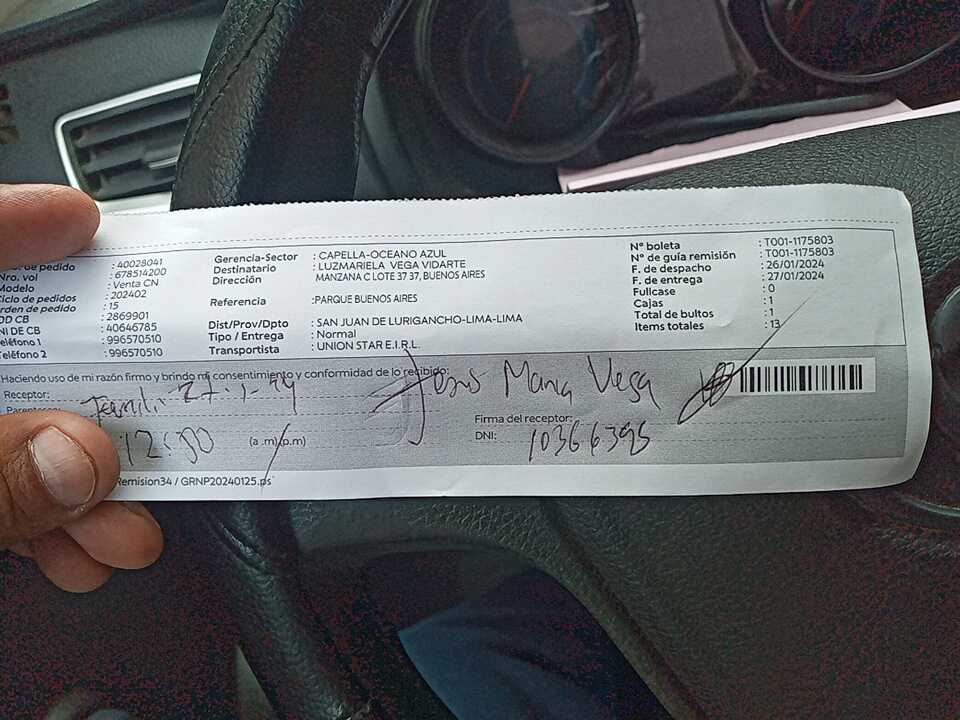 de pedido : 40028041
Nro. vol : 678514200
Modelo : Venta CN
Ciclo de pedidos : 202402
Orden de pedido : 15
COD CB : 2869901
DNI DE CB : 40646785
Teléfono 1 : 996570510
Teléfono 2 : 996570510
Gerencia-Sector : CAPELLA-OCEANO AZUL
Destinatario : LUZMARIELA VEGA VIDARTE
Dirección MANZANA C LOTE 37 37, BUENOS AIRES
Referencia :PARQUE BUENOS AIRES
Dist/Prov/Dpto : SAN JUAN DE LURIGANCHO-LIMA-LIMA
Tipo / Entrega : Normal
Transportista : UNION STAR E.I.R.L.
N° boleta : T001-1175803
N° de guía remisión : T001-1175803
F. de despacho : 26/01/2024
F. de entrega : 27/01/2024
Fullcase : 0
Cajas : 1
Total de bultos : 1
Items totales : 13
Haciendo uso de mi razón firmo y brindo mi consentimiento y conformidad de lo recibido:
Receptor: Jesus Maria Vega
27-1-24
12:00 (a.m)(p.m)
Firma del receptor:
DNI: 10366395
Remision34 / GRNP20240125.ps